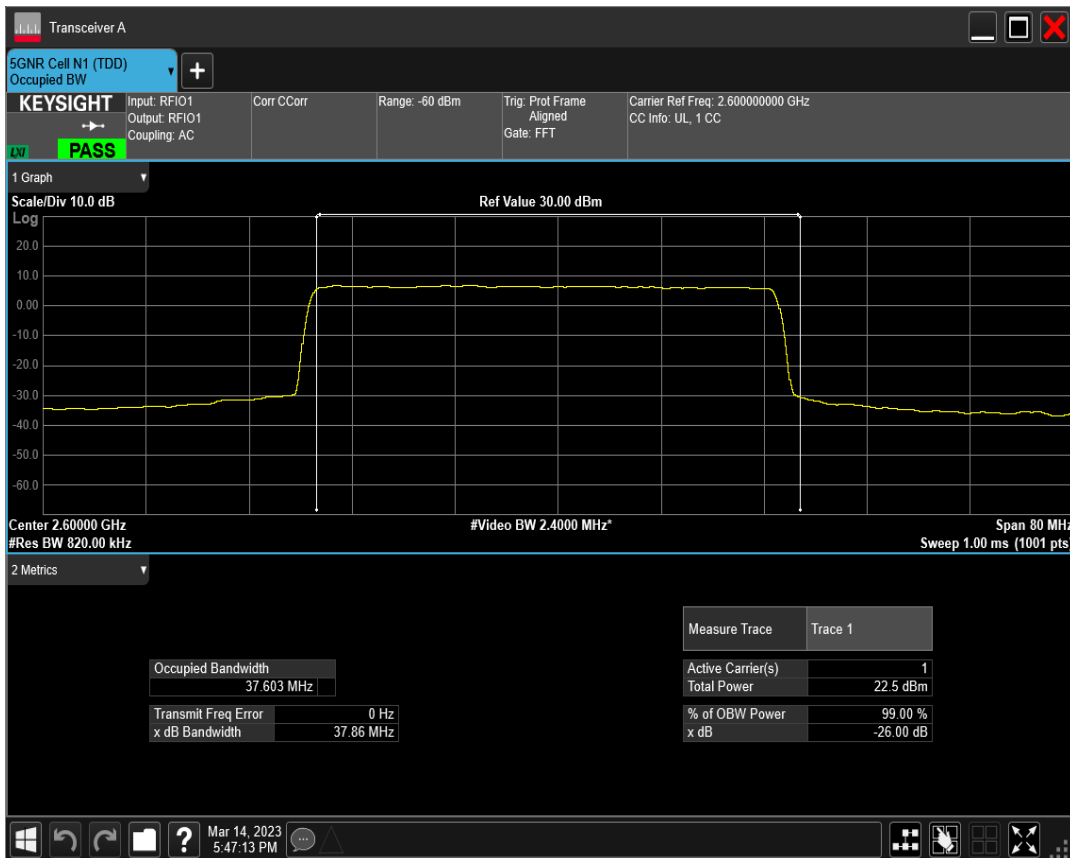 Transceiver A
5GNR Cell N1 (TDD)
Occupied BW
+
KEYSIGHT
LXI
PASS
Input: RFIO1
Output: RFIO1
Coupling: AC
Corr CCorr
Range: -60 dBm
Trig: Prot Frame
Aligned
Gate: FFT
Carrier Ref Freq: 2.600000000 GHz
CC Info: UL, 1 CC
1 Graph
Scale/Div 10.0 dB
Ref Value 30.00 dBm
Log
20.0
10.0
0.00
-10.0
-20.0
-30.0
-40.0
-50.0
-60.0
Center 2.60000 GHz
#Video BW 2.4000 MHz*
Span 80 MHz
#Res BW 820.00 kHz
Sweep 1.00 ms (1001 pts)
2 Metrics
Measure Trace Trace 1
Occupied Bandwidth
37.603 MHz
Active Carrier(s) 1
Total Power 22.5 dBm
Transmit Freq Error 0 Hz
x dB Bandwidth 37.86 MHz
% of OBW Power 99.00 %
x dB -26.00 dB
?
Mar 14, 2023
5:47:13 PM